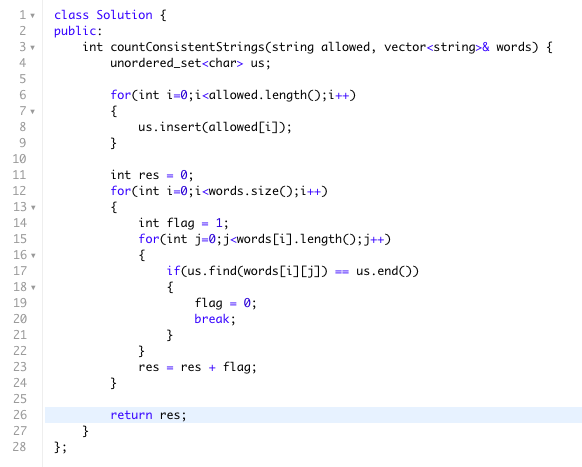 1 class Solution {
2 public:
3     int countConsistentStrings(string allowed, vector<string>& words) {
4         unordered_set<char> us;
5
6         for(int i=0;i<allowed.length();i++)
7         {
8             us.insert(allowed[i]);
9         }
10
11         int res = 0;
12         for(int i=0;i<words.size();i++)
13         {
14             int flag = 1;
15             for(int j=0;j<words[i].length();j++)
16             {
17                 if(us.find(words[i][j]) == us.end())
18                 {
19                     flag = 0;
20                     break;
21                 }
22             }
23             res = res + flag;
24         }
25
26         return res;
27     }
28 };